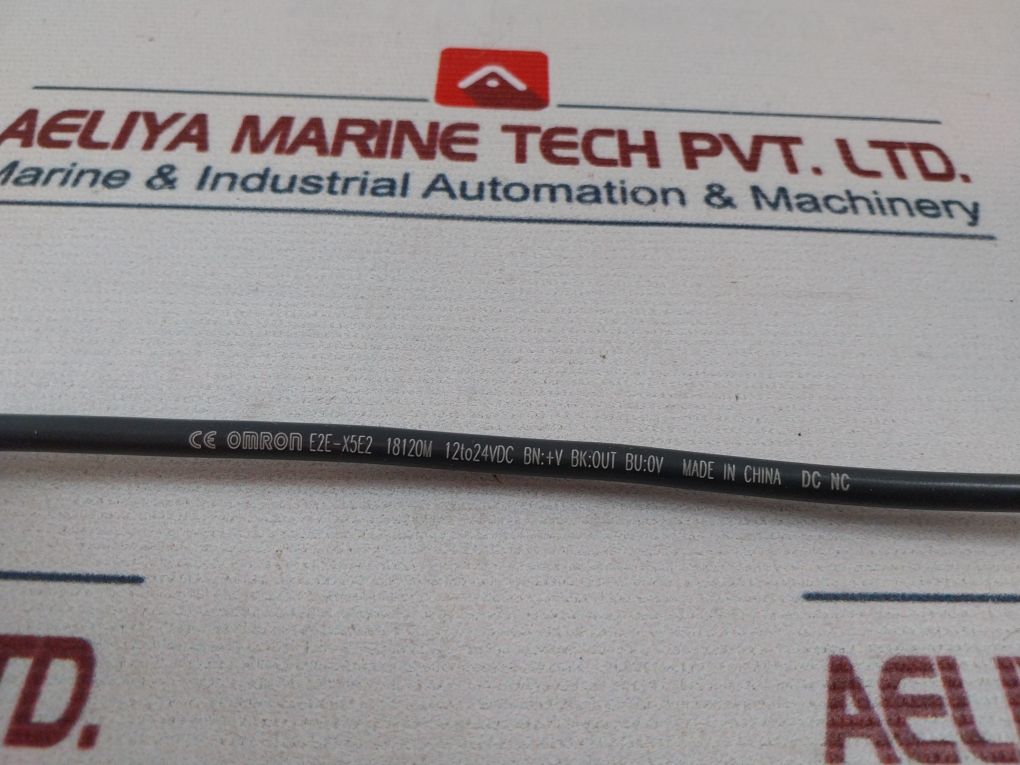 AELIYA MARINE TECH PVT. LTD.
Marine & Industrial Automation & Machinery
CE OMRON E2E-X5E2 18120M 12to24VDC BN:+V BK:OUT BU:0V MADE IN CHINA DC NC
LTD.
AELI